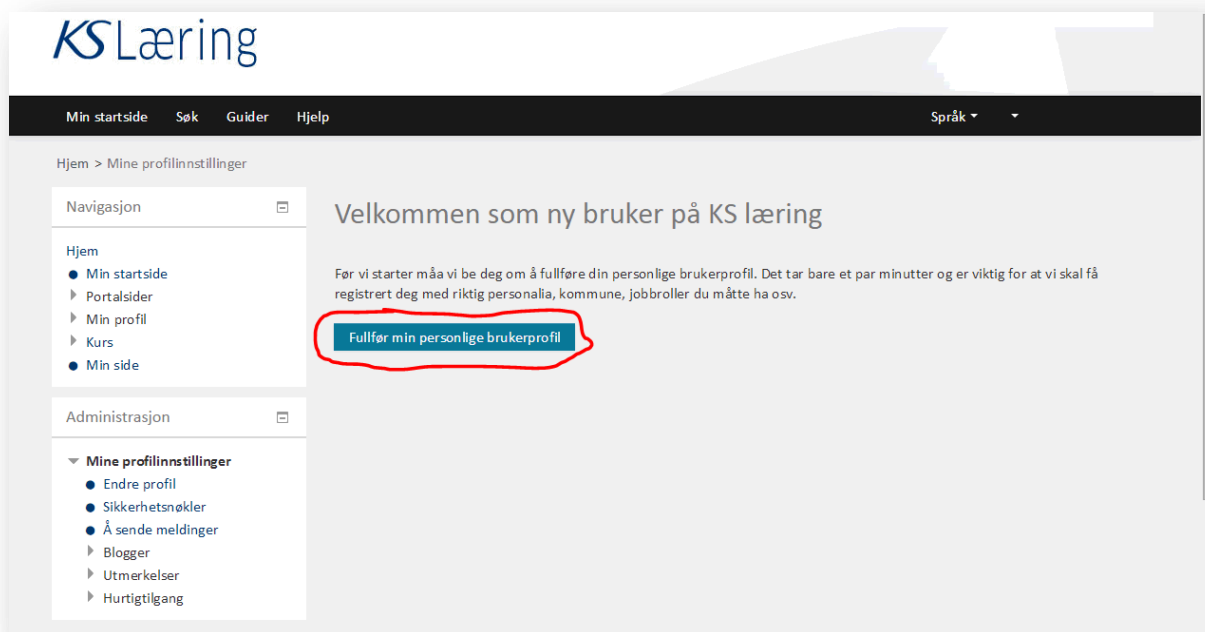 KS Læring
Min startside Søk Guider Hjelp Språk
Hjem > Mine profilinnstillinger
Navigasjon
Hjem
Min startside
Portalsider
Min profil
Kurs
Min side
Administrasjon
Mine profilinnstillinger
Endre profil
Sikkerhetsnøkler
Å sende meldinger
Blogger
Utmerkelser
Hurtigtilgang
Velkommen som ny bruker på KS læring
Før vi starter måa vi be deg om å fullføre din personlige brukerprofil. Det tar bare et par minutter og er viktig for at vi skal få
registrert deg med riktig personalia, kommune, jobbroller du måtte ha osv.
Fullfør min personlige brukerprofil